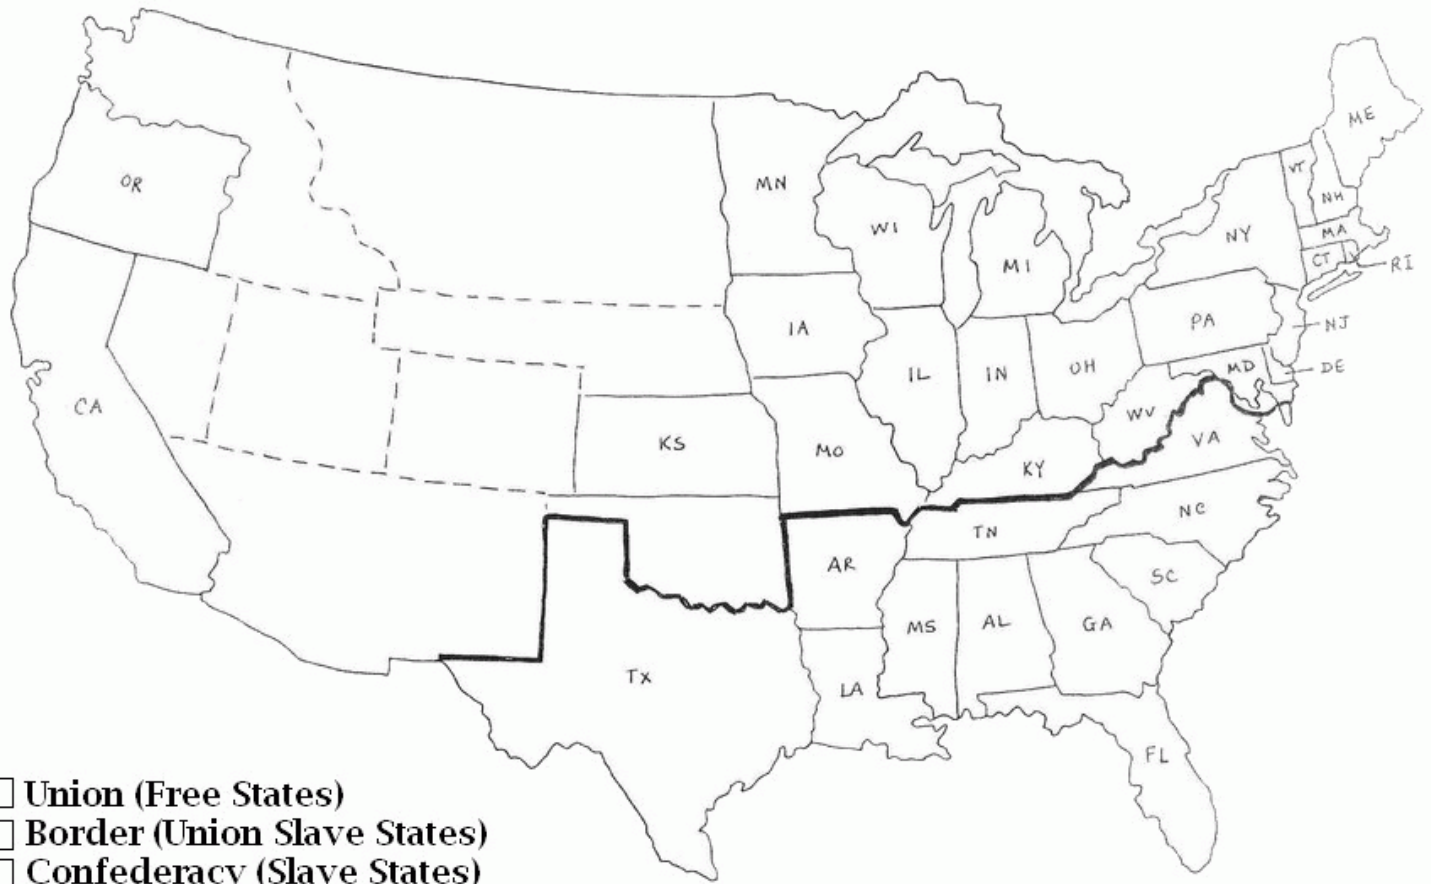 ME
VT
NH
OR
MN
WI
NY
MA
CT
RI
MI
PA
NJ
IA
IL
IN
OH
MD
DE
CA
WV
KS
MO
KY
VA
NC
TN
AR
SC
MS
AL
GA
TX
LA
FL
Union (Free States)
Border (Union Slave States)
Confederacy (Slave States)